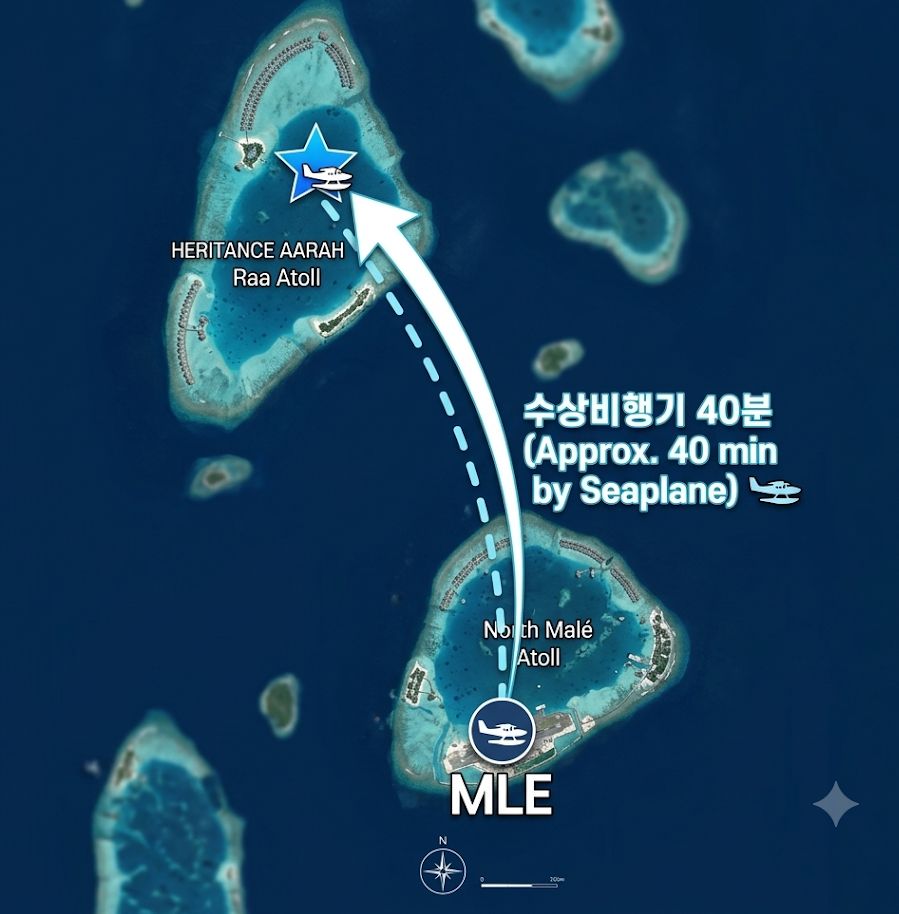 HERITANCE AARAH
Raa Atoll
수상비행기 40분
(Approx. 40 min
by Seaplane)
North Malé
Atoll
MLE
N
0